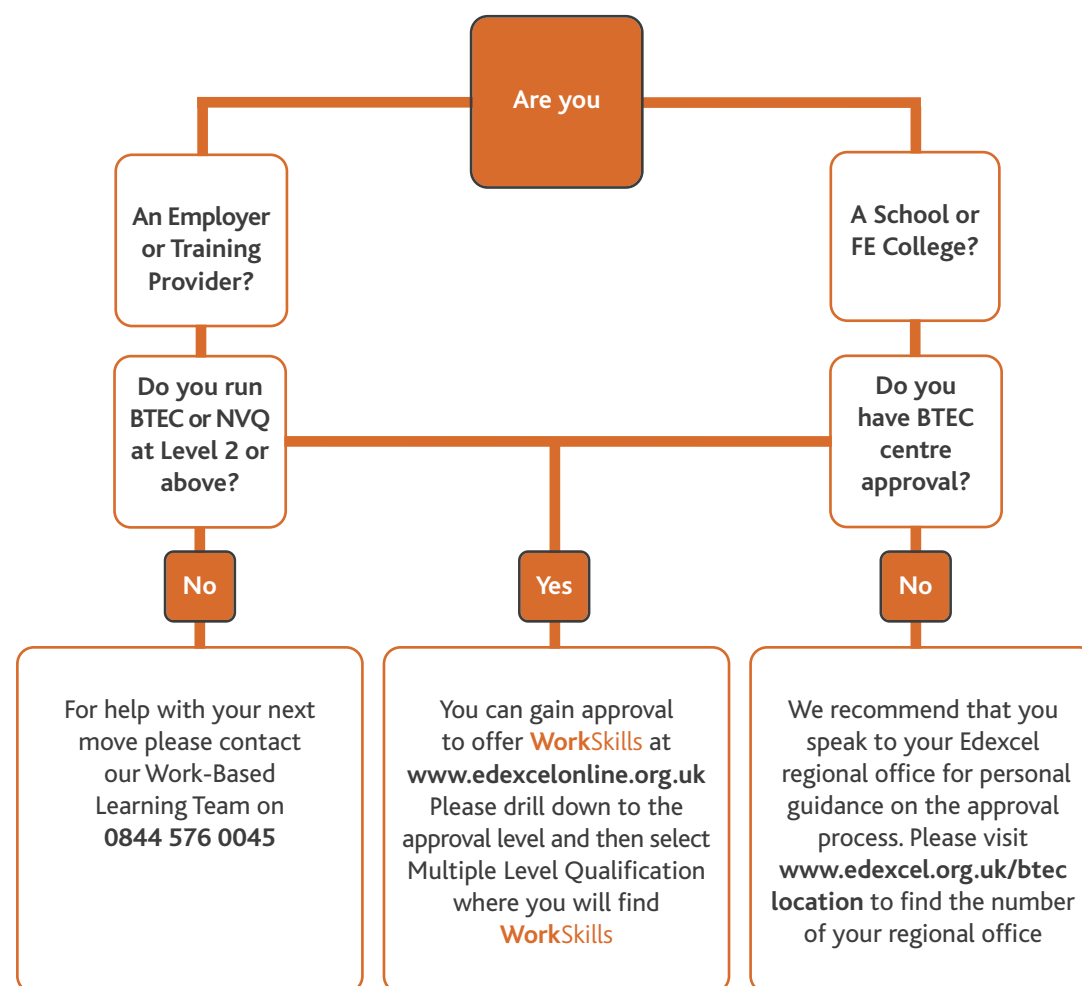 Are you
An Employer
or Training
Provider?
A School or
FE College?
Do you run
BTEC or NVQ
at Level 2 or
above?
Do you
have BTEC
centre
approval?
No
Yes
No
For help with your next
move please contact
our Work-Based
Learning Team on
0844 576 0045
You can gain approval
to offer WorkSkills at
www.edexcelonline.org.uk
Please drill down to the
approval level and then select
Multiple Level Qualification
where you will find
WorkSkills
We recommend that you
speak to your Edexcel
regional office for personal
guidance on the approval
process. Please visit
www.edexcel.org.uk/btec
location to find the number
of your regional office